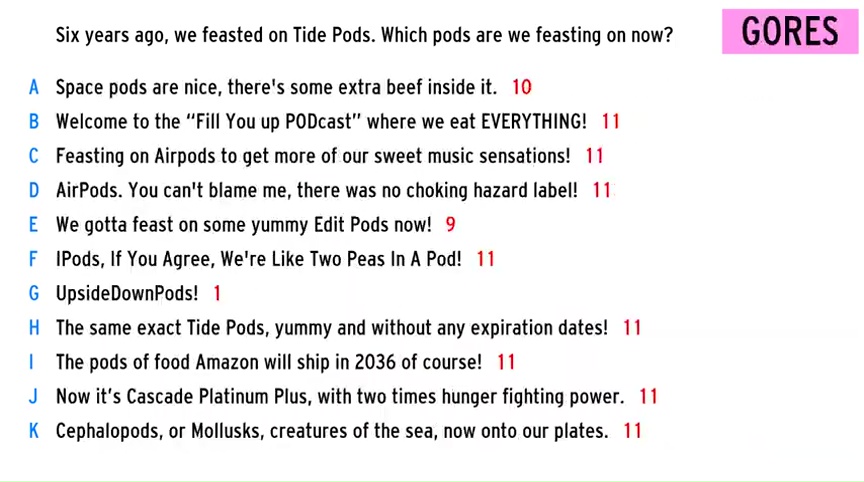 Six years ago, we feasted on Tide Pods. Which pods are we feasting on now?
GORES
A Space pods are nice, there's some extra beef inside it. 10
B Welcome to the “Fill You up PODcast” where we eat EVERYTHING! 11
C Feasting on Airpods to get more of our sweet music sensations! 11
D AirPods. You can't blame me, there was no choking hazard label! 11
E We gotta feast on some yummy Edit Pods now! 9
F IPods, If You Agree, We're Like Two Peas In A Pod! 11
G UpsideDownPods! 1
H The same exact Tide Pods, yummy and without any expiration dates! 11
I The pods of food Amazon will ship in 2036 of course! 11
J Now it’s Cascade Platinum Plus, with two times hunger fighting power. 11
K Cephalopods, or Mollusks, creatures of the sea, now onto our plates. 11